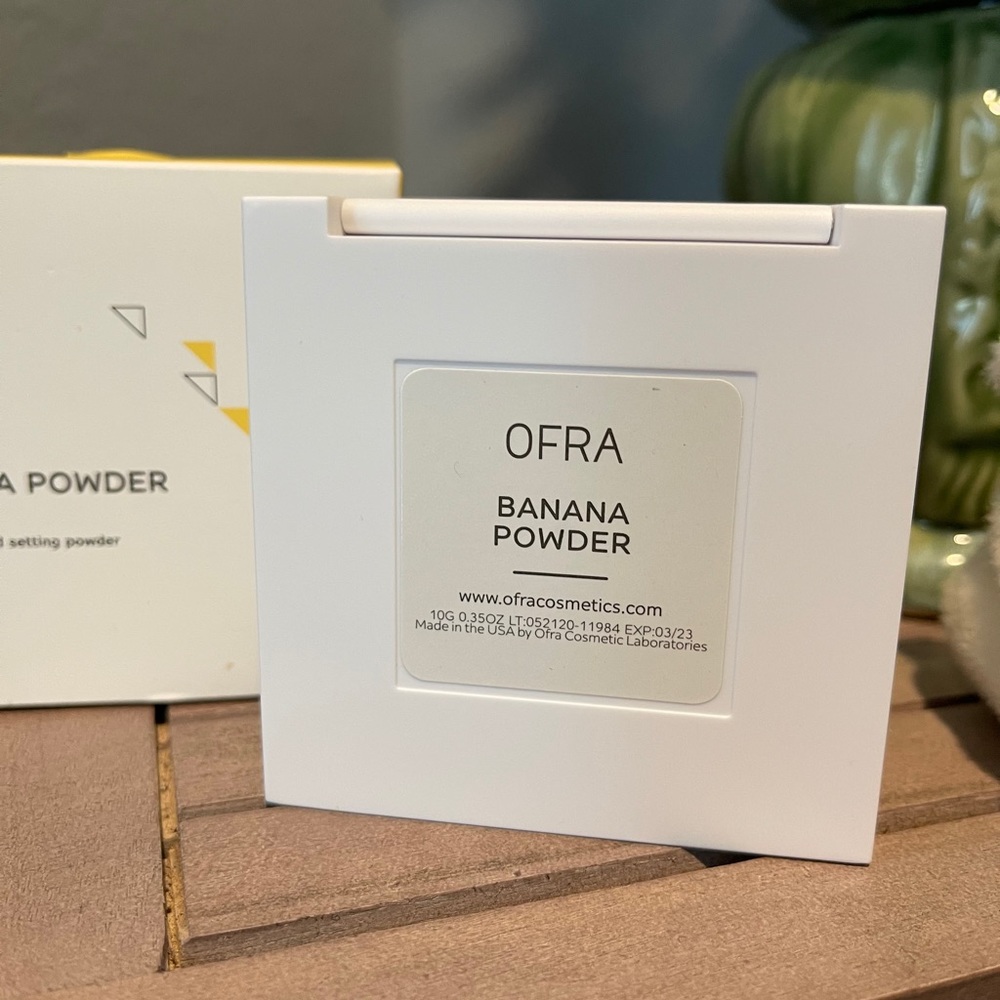 A POWDER
setting powder
OFRA
BANANA
POWDER
www.ofracosmetics.com
10G 0.35OZ LT:052120-11984 EXP:03/23
Made in the USA by Ofra Cosmetic Laboratories